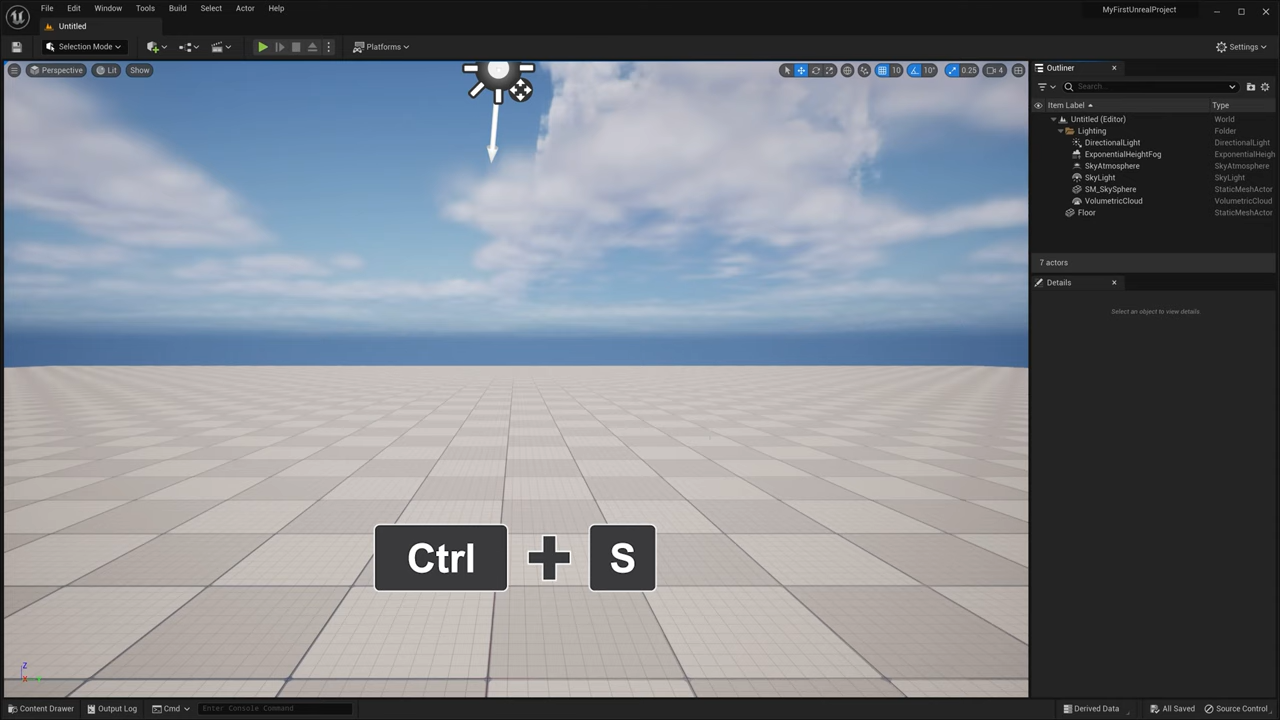 File Edit Window Tools Build Select Actor Help
MyFirstUnrealProject
Untitled
Selection Mode
Platforms
Settings
Perspective Lit Show
10 10° 0.25 4
Outliner
Search...
Item Label Type
Untitled (Editor) World
Lighting Folder
DirectionalLight DirectionalLight
ExponentialHeightFog ExponentialHeigh
SkyAtmosphere SkyAtmosphere
SkyLight SkyLight
SM_SkySphere StaticMeshActor
VolumetricCloud VolumetricCloud
Floor StaticMeshActor
7 actors
Details
Select an object to view details.
Ctrl + S
Z
Content Drawer Output Log Cmd Enter Console Command Derived Data All Saved Source Control